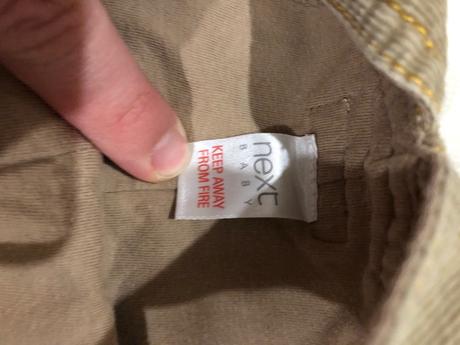 next
BABY
KEEP AWAY
FROM FIRE